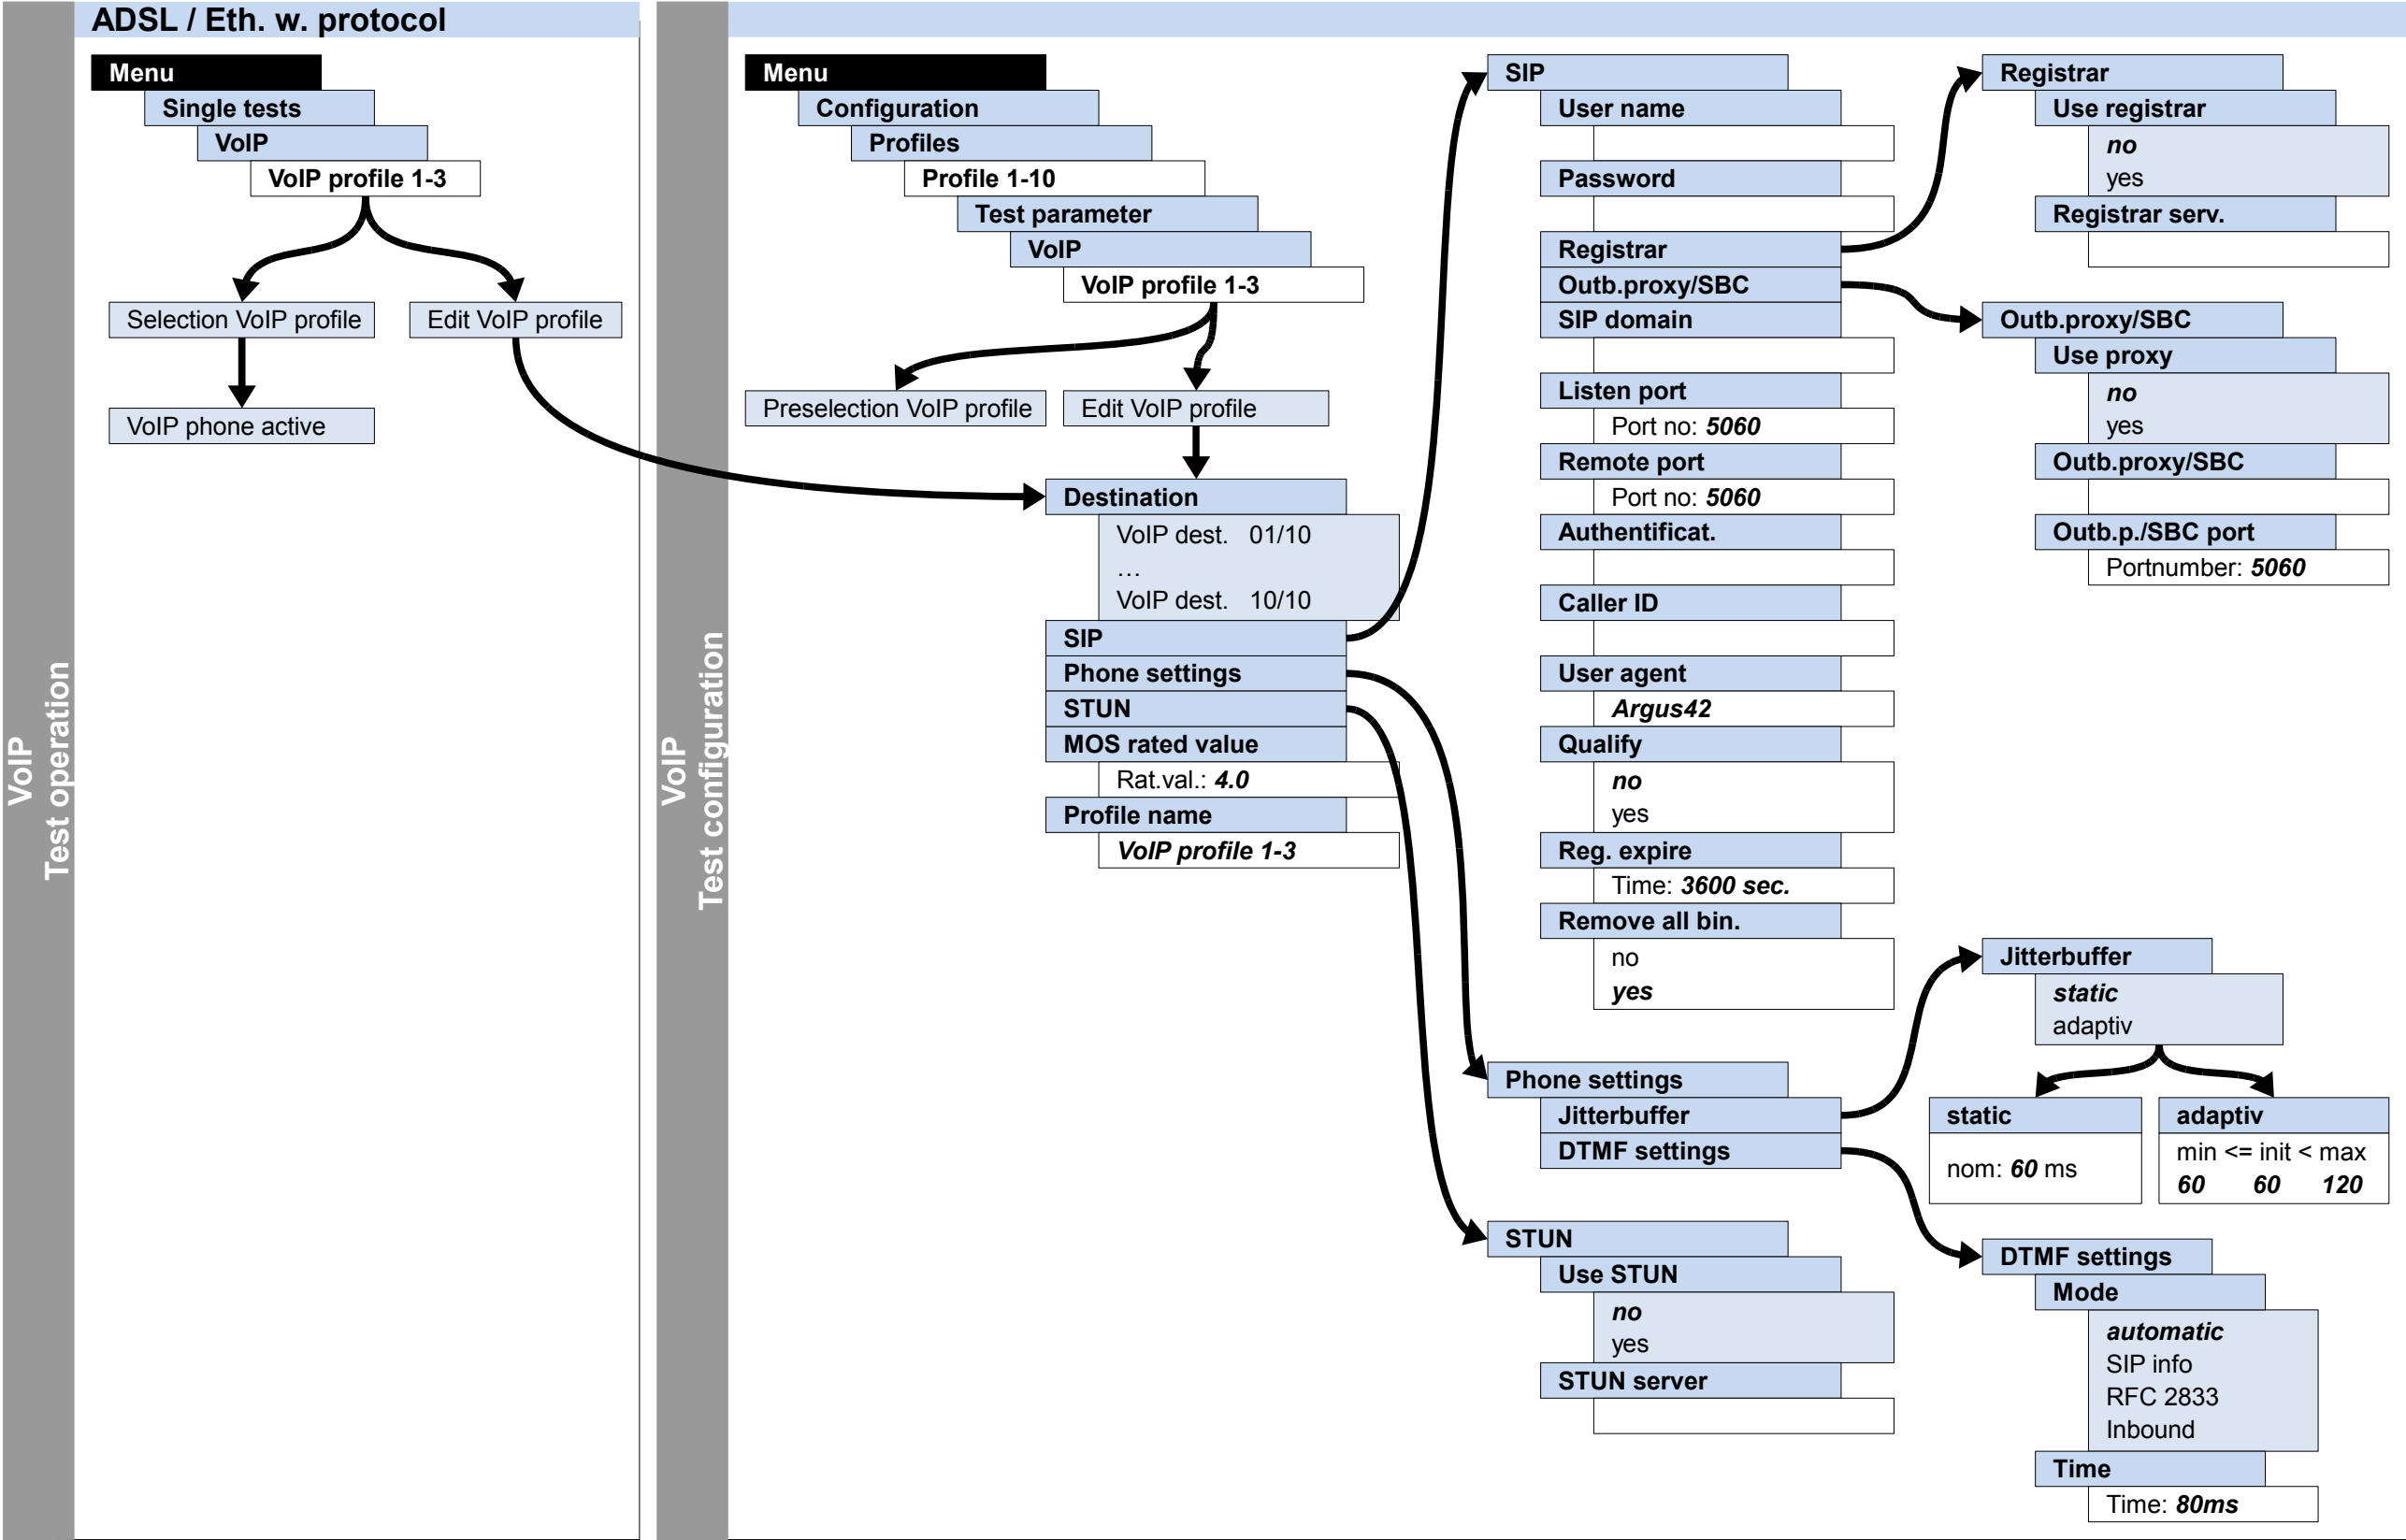 ADSL / Eth. w. protocol
VoIP
Test operation
Menu
Single tests
VoIP
VoIP profile 1-3
Selection VoIP profile
Edit VoIP profile
VoIP phone active
VoIP
Test configuration
Menu
Configuration
Profiles
Profile 1-10
Test parameter
VoIP
VoIP profile 1-3
Preselection VoIP profile
Edit VoIP profile
Destination
VoIP dest. 01/10
…
VoIP dest. 10/10
SIP
Phone settings
STUN
MOS rated value
Rat.val.: 4.0
Profile name
VoIP profile 1-3
SIP
User name
Password
Registrar
Outb.proxy/SBC
SIP domain
Listen port
Port no: 5060
Remote port
Port no: 5060
Authentificat.
Caller ID
User agent
Argus42
Qualify
no
yes
Reg. expire
Time: 3600 sec.
Remove all bin.
no
yes
Phone settings
Jitterbuffer
DTMF settings
STUN
Use STUN
no
yes
STUN server
Registrar
Use registrar
no
yes
Registrar serv.
Outb.proxy/SBC
Use proxy
no
yes
Outb.proxy/SBC
Outb.p./SBC port
Portnumber: 5060
Jitterbuffer
static
adaptiv
static
nom: 60 ms
adaptiv
min <= init < max
60 60 120
DTMF settings
Mode
automatic
SIP info
RFC 2833
Inbound
Time
Time: 80ms